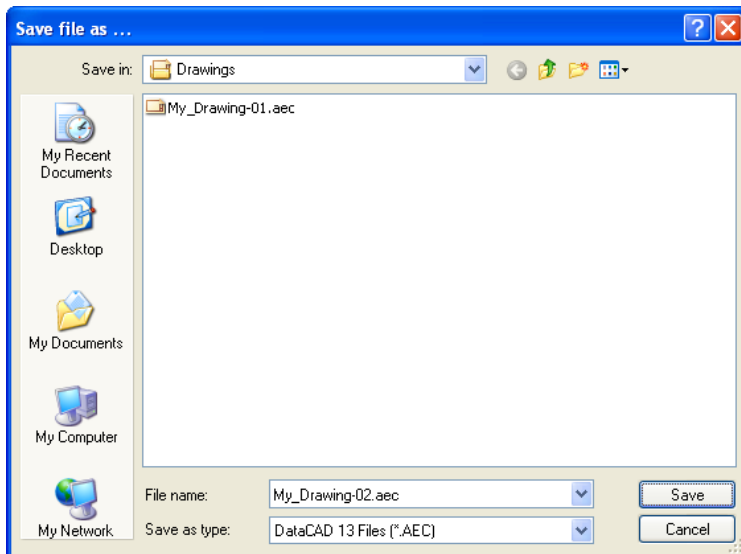 Save file as ...
Save in: Drawings
My_Drawing-01.aec
My Recent
Documents
Desktop
My Documents
My Computer
My Network
File name: My_Drawing-02.aec Save
Save as type: DataCAD 13 Files (*.AEC) Cancel